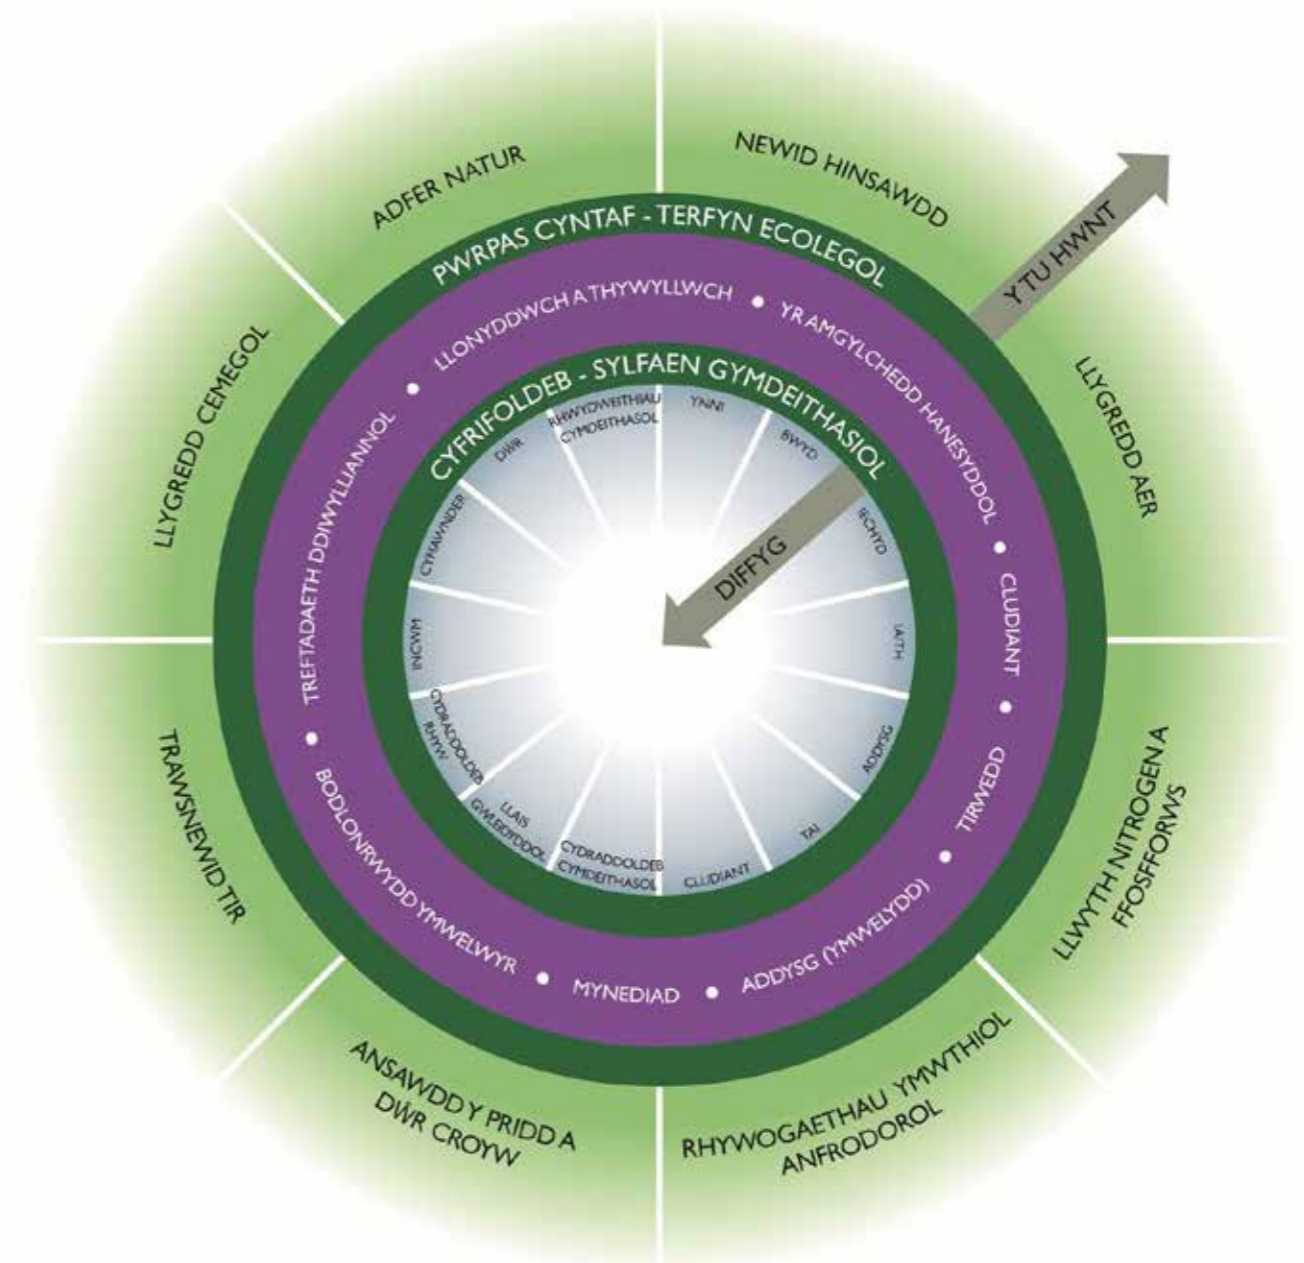 NEWID HINSAWDD
LLYGREDD AER
LLWYTH NITROGEN A
FFOSFFORWS
RHYWOGAETHAU YMWTHIOL
ANFRODOROL
ANSAWDD Y PRIDD A
DŴR CROYW
TRAWSNEWID TIR
LLYGREDD CEMEGOL
ADFER NATUR
Y TU HWNT
PWRPAS CYNTAF - TERFYN ECOLEGOL
LLONYDDWCH A THYWYLLWCH
YR AMGYLCHEDD HANESYDDOL
CLUDIANT
TIRWEDD
ADDYSG (YMWELYDD)
MYNEDIAD
BODLONRWYDD YMWELWYR
TREFTADAETH DDIWYLLIANNOL
CYFRIFOLDEB - SYLFAEN GYMDEITHASIOL
YNNI
BWYD
IECHYD
IAITH
ADDYSG
TAI
CLUDIANT
CYDRADDOLDEB
CYMDEITHASOL
LLAIS
GWLEIDYDDOL
CYDRADDOLDEB
RHYW
INCWM
CYFIAWNDER
DWR
RHWYDWEITHIAU
CYMDEITHASOL
DIFFYG